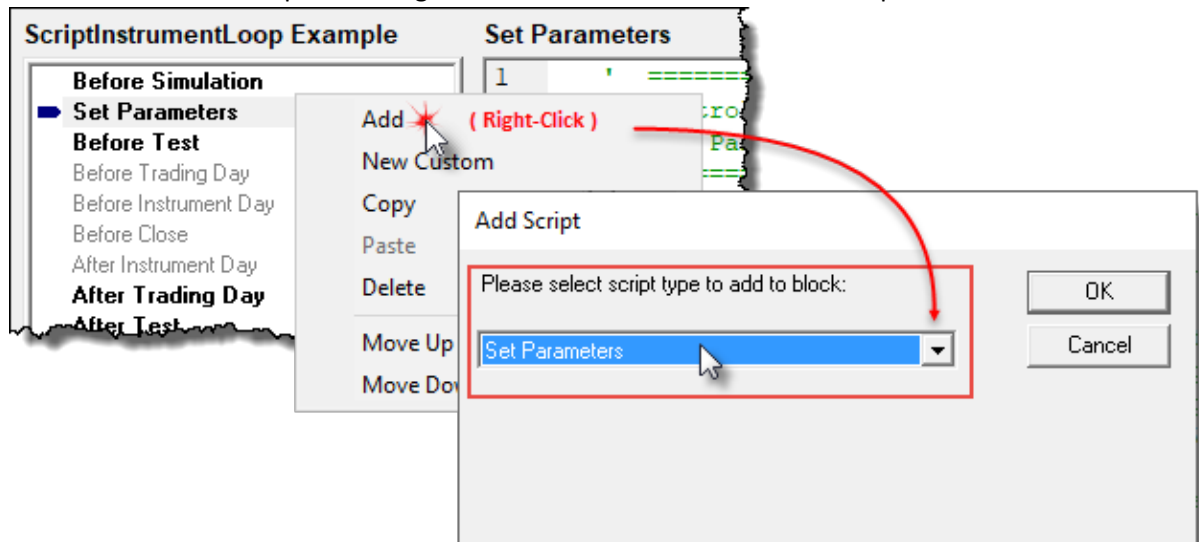 ScriptInstrumentLoop Example
Before Simulation
Set Parameters
Before Test
Before Trading Day
Before Instrument Day
Before Close
After Instrument Day
After Trading Day
After Test
Set Parameters
1 ' =======
Add
( Right-Click )
New Custom
Copy
Paste
Delete
Move Up
Add Script
Please select script type to add to block:
Set Parameters
OK
Cancel